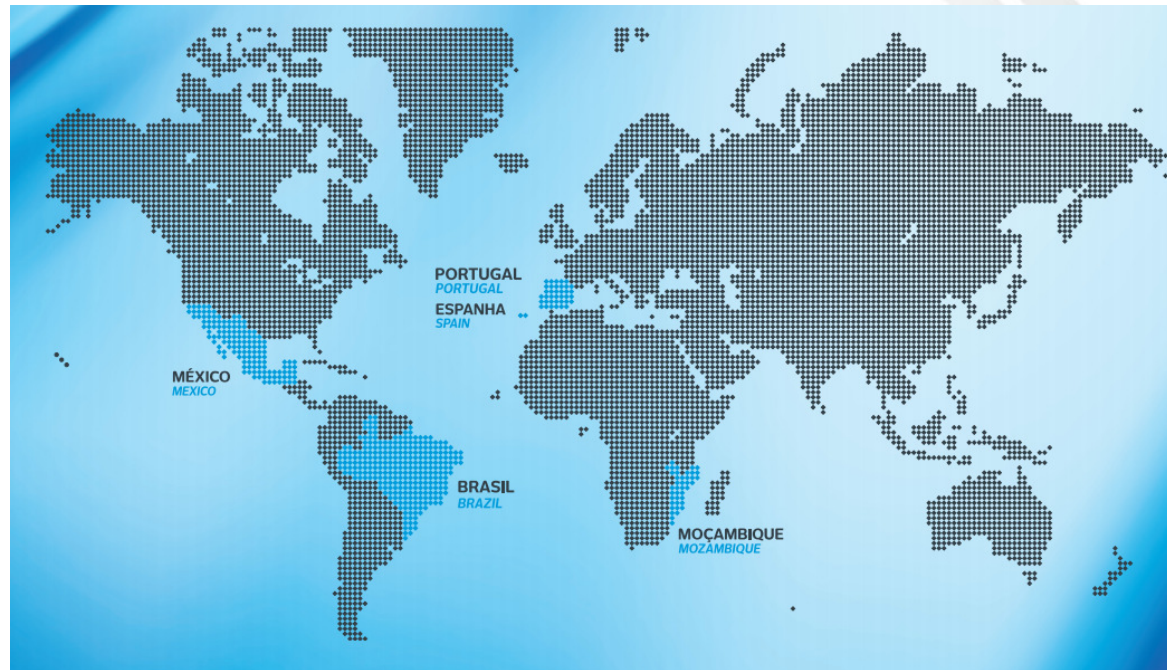 PORTUGAL
PORTUGAL
ESPANHA
SPAIN
MÉXICO
MEXICO
BRASIL
BRAZIL
MOÇAMBIQUE
MOZAMBIQUE